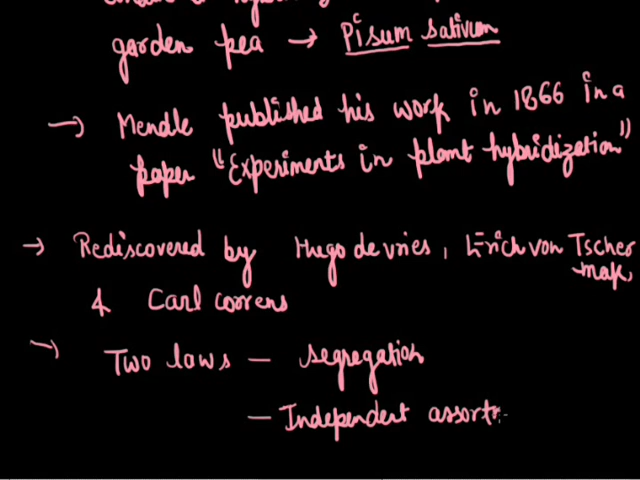 garden pea → Pisum sativum
→ Mendle published his work in 1866 in a
paper "Experiments in plant hybridization"
→ Rediscovered by Hugo de vries, Erich von Tscher
mak,
& Carl correns
→ Two laws — segregation
— Independent assort